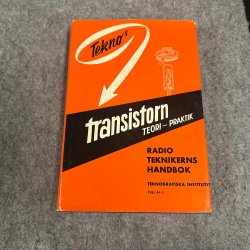 Tekno's
transistorn
TEORI – PRAKTIK
RADIO
TEKNIKERNS
HANDBOK
TEKNOGRAFISKA INSTITUTET